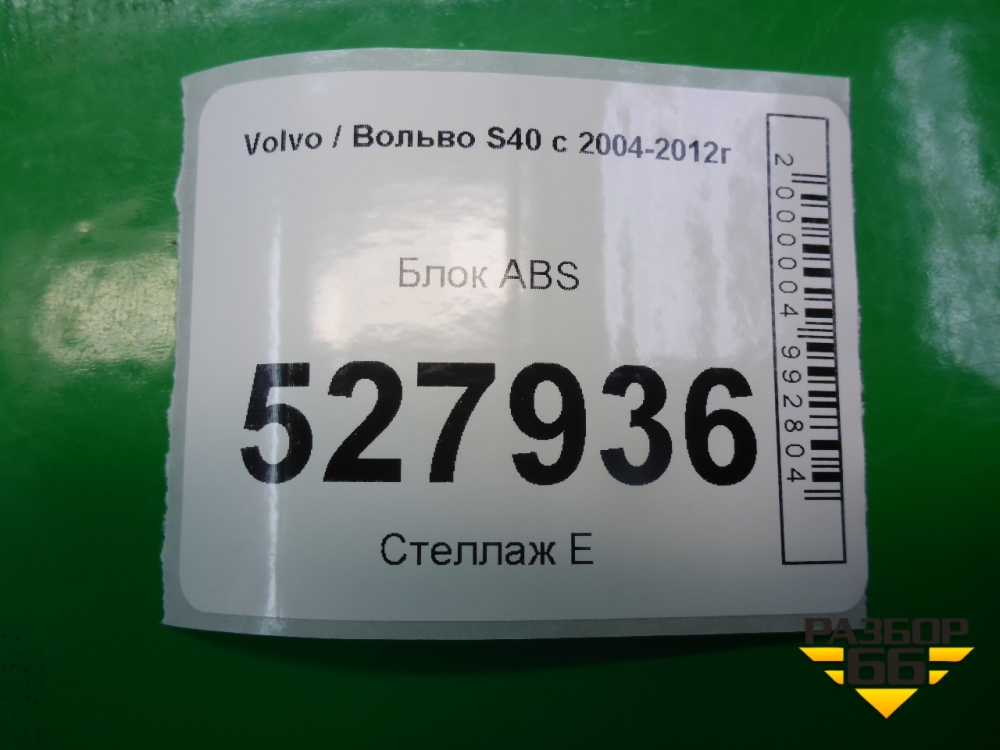 Volvo / Вольво S40 с 2004-2012г
Блок ABS
527936
Стеллаж E
2000004992804
РАЗБОР
66